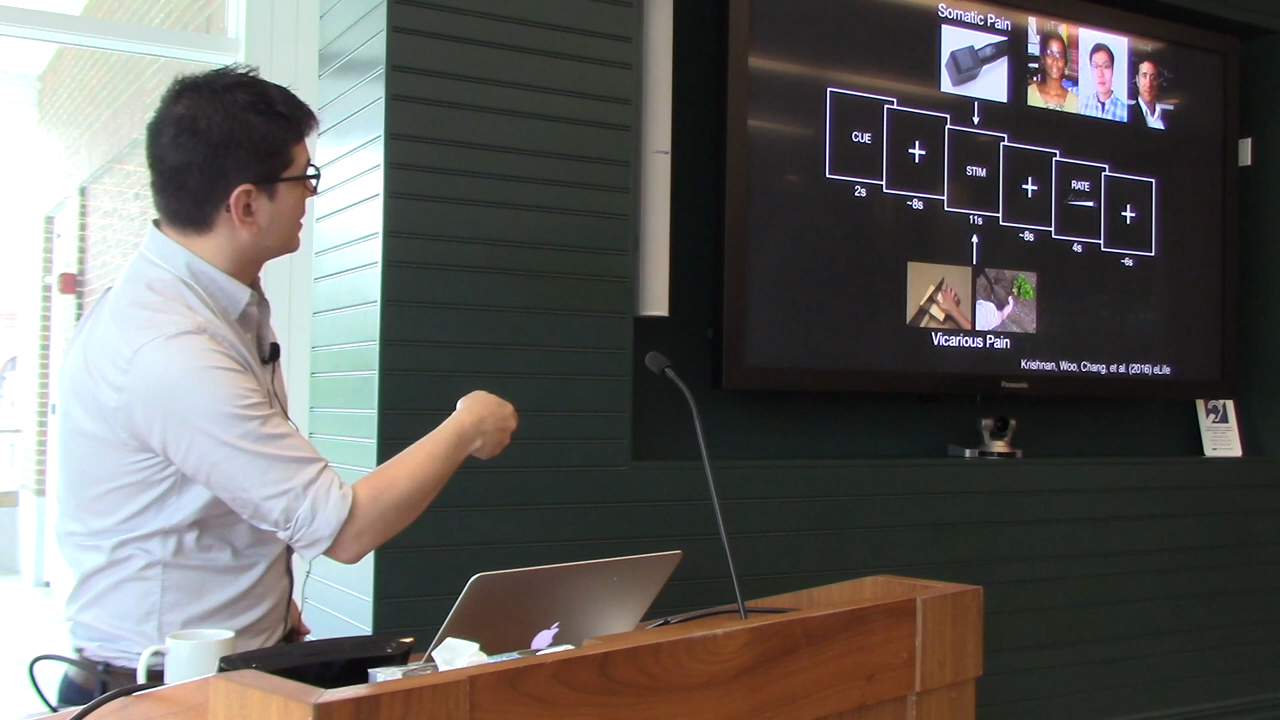 Somatic Pain
CUE
+
STIM
+
RATE
+
2s
~8s
11s
~8s
4s
~6s
Vicarious Pain
Krishnan, Woo, Chang, et al. (2016) eLife
Panasonic